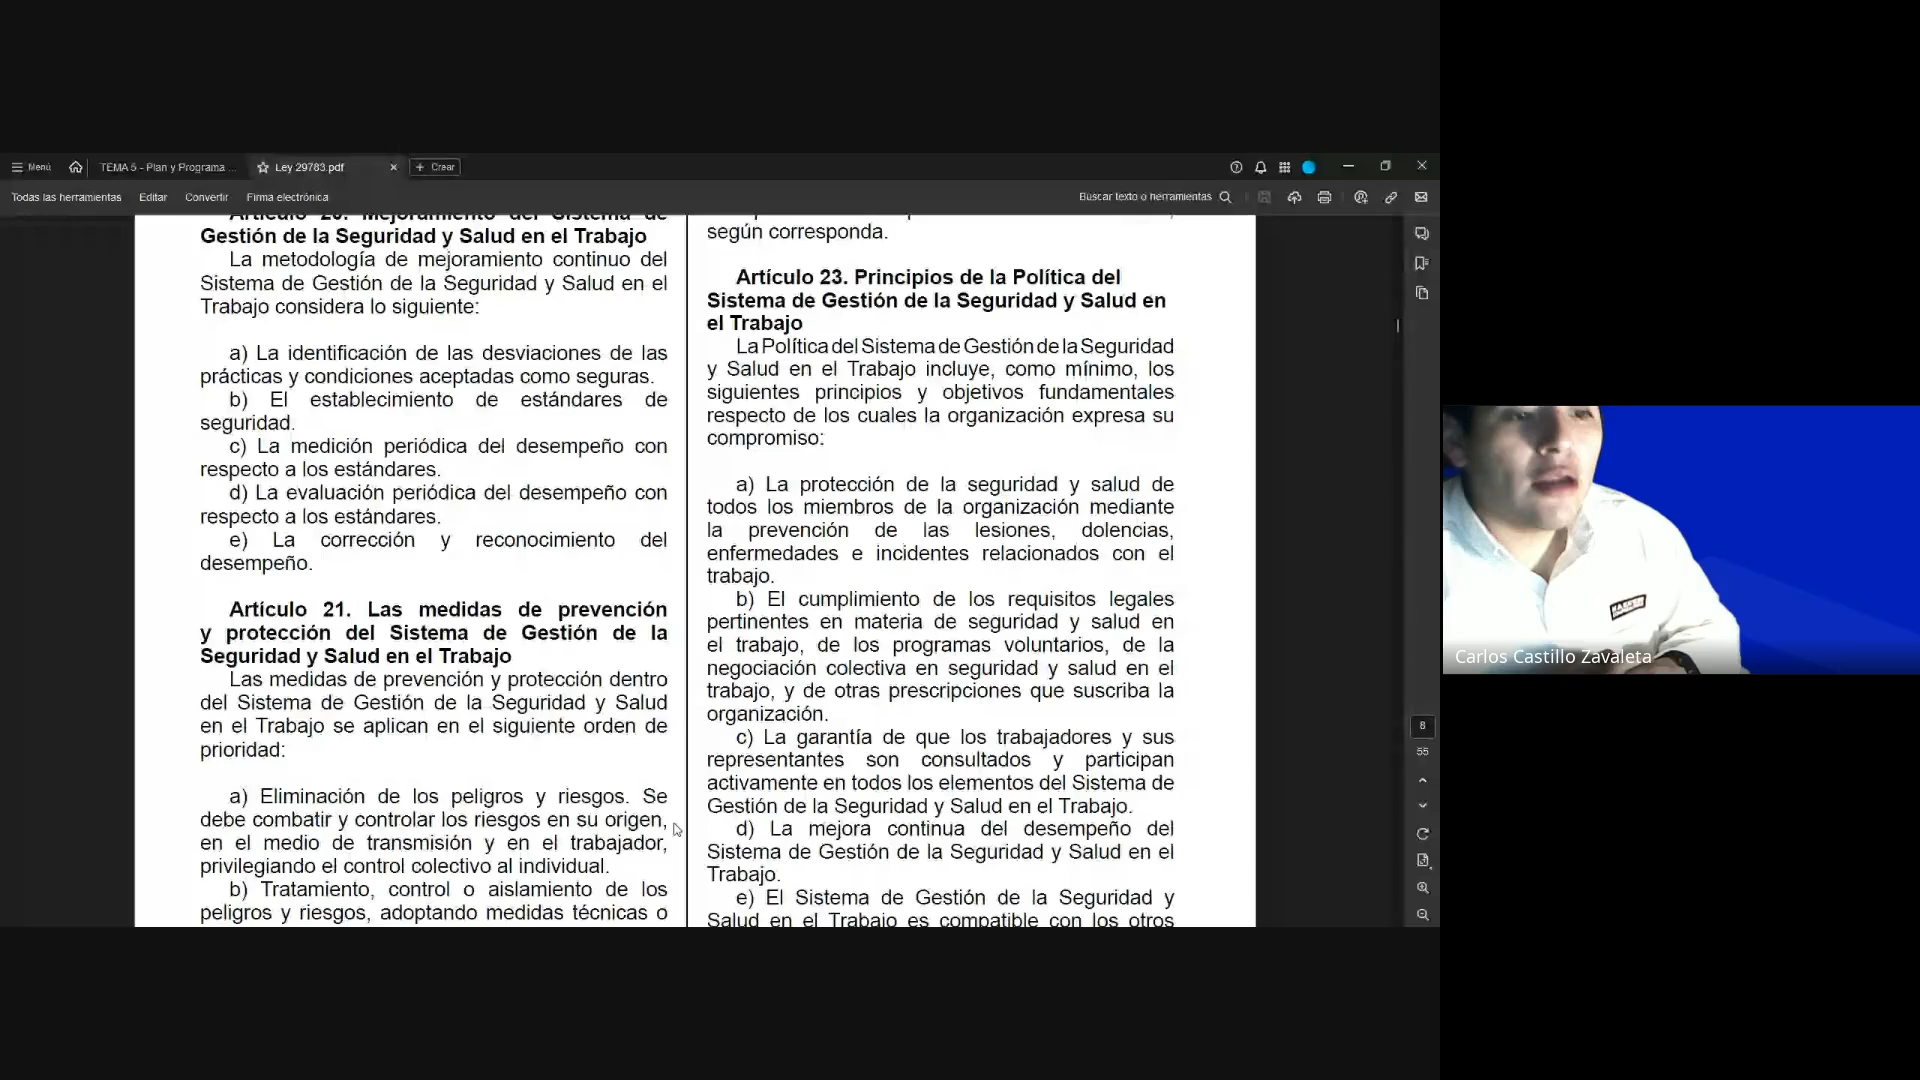 Menú
TEMA 5 - Plan y Programa ...
Ley 29783.pdf
Crear
Todas las herramientas
Editar
Convertir
Firma electrónica
Buscar texto o herramientas
Artículo 20. Mejoramiento del Sistema de
Gestión de la Seguridad y Salud en el Trabajo
La metodología de mejoramiento continuo del
Sistema de Gestión de la Seguridad y Salud en el
Trabajo considera lo siguiente:
a) La identificación de las desviaciones de las
prácticas y condiciones aceptadas como seguras.
b) El establecimiento de estándares de
seguridad.
c) La medición periódica del desempeño con
respecto a los estándares.
d) La evaluación periódica del desempeño con
respecto a los estándares.
e) La corrección y reconocimiento del
desempeño.
Artículo 21. Las medidas de prevención
y protección del Sistema de Gestión de la
Seguridad y Salud en el Trabajo
Las medidas de prevención y protección dentro
del Sistema de Gestión de la Seguridad y Salud
en el Trabajo se aplican en el siguiente orden de
prioridad:
a) Eliminación de los peligros y riesgos. Se
debe combatir y controlar los riesgos en su origen,
en el medio de transmisión y en el trabajador,
privilegiando el control colectivo al individual.
b) Tratamiento, control o aislamiento de los
peligros y riesgos, adoptando medidas técnicas o
según corresponda.
Artículo 23. Principios de la Política del
Sistema de Gestión de la Seguridad y Salud en
el Trabajo
La Política del Sistema de Gestión de la Seguridad
y Salud en el Trabajo incluye, como mínimo, los
siguientes principios y objetivos fundamentales
respecto de los cuales la organización expresa su
compromiso:
a) La protección de la seguridad y salud de
todos los miembros de la organización mediante
la prevención de las lesiones, dolencias,
enfermedades e incidentes relacionados con el
trabajo.
b) El cumplimiento de los requisitos legales
pertinentes en materia de seguridad y salud en
el trabajo, de los programas voluntarios, de la
negociación colectiva en seguridad y salud en el
trabajo, y de otras prescripciones que suscriba la
organización.
c) La garantía de que los trabajadores y sus
representantes son consultados y participan
activamente en todos los elementos del Sistema de
Gestión de la Seguridad y Salud en el Trabajo.
d) La mejora continua del desempeño del
Sistema de Gestión de la Seguridad y Salud en el
Trabajo.
e) El Sistema de Gestión de la Seguridad y
Salud en el Trabajo es compatible con los otros
8
55
Carlos Castillo Zavaleta